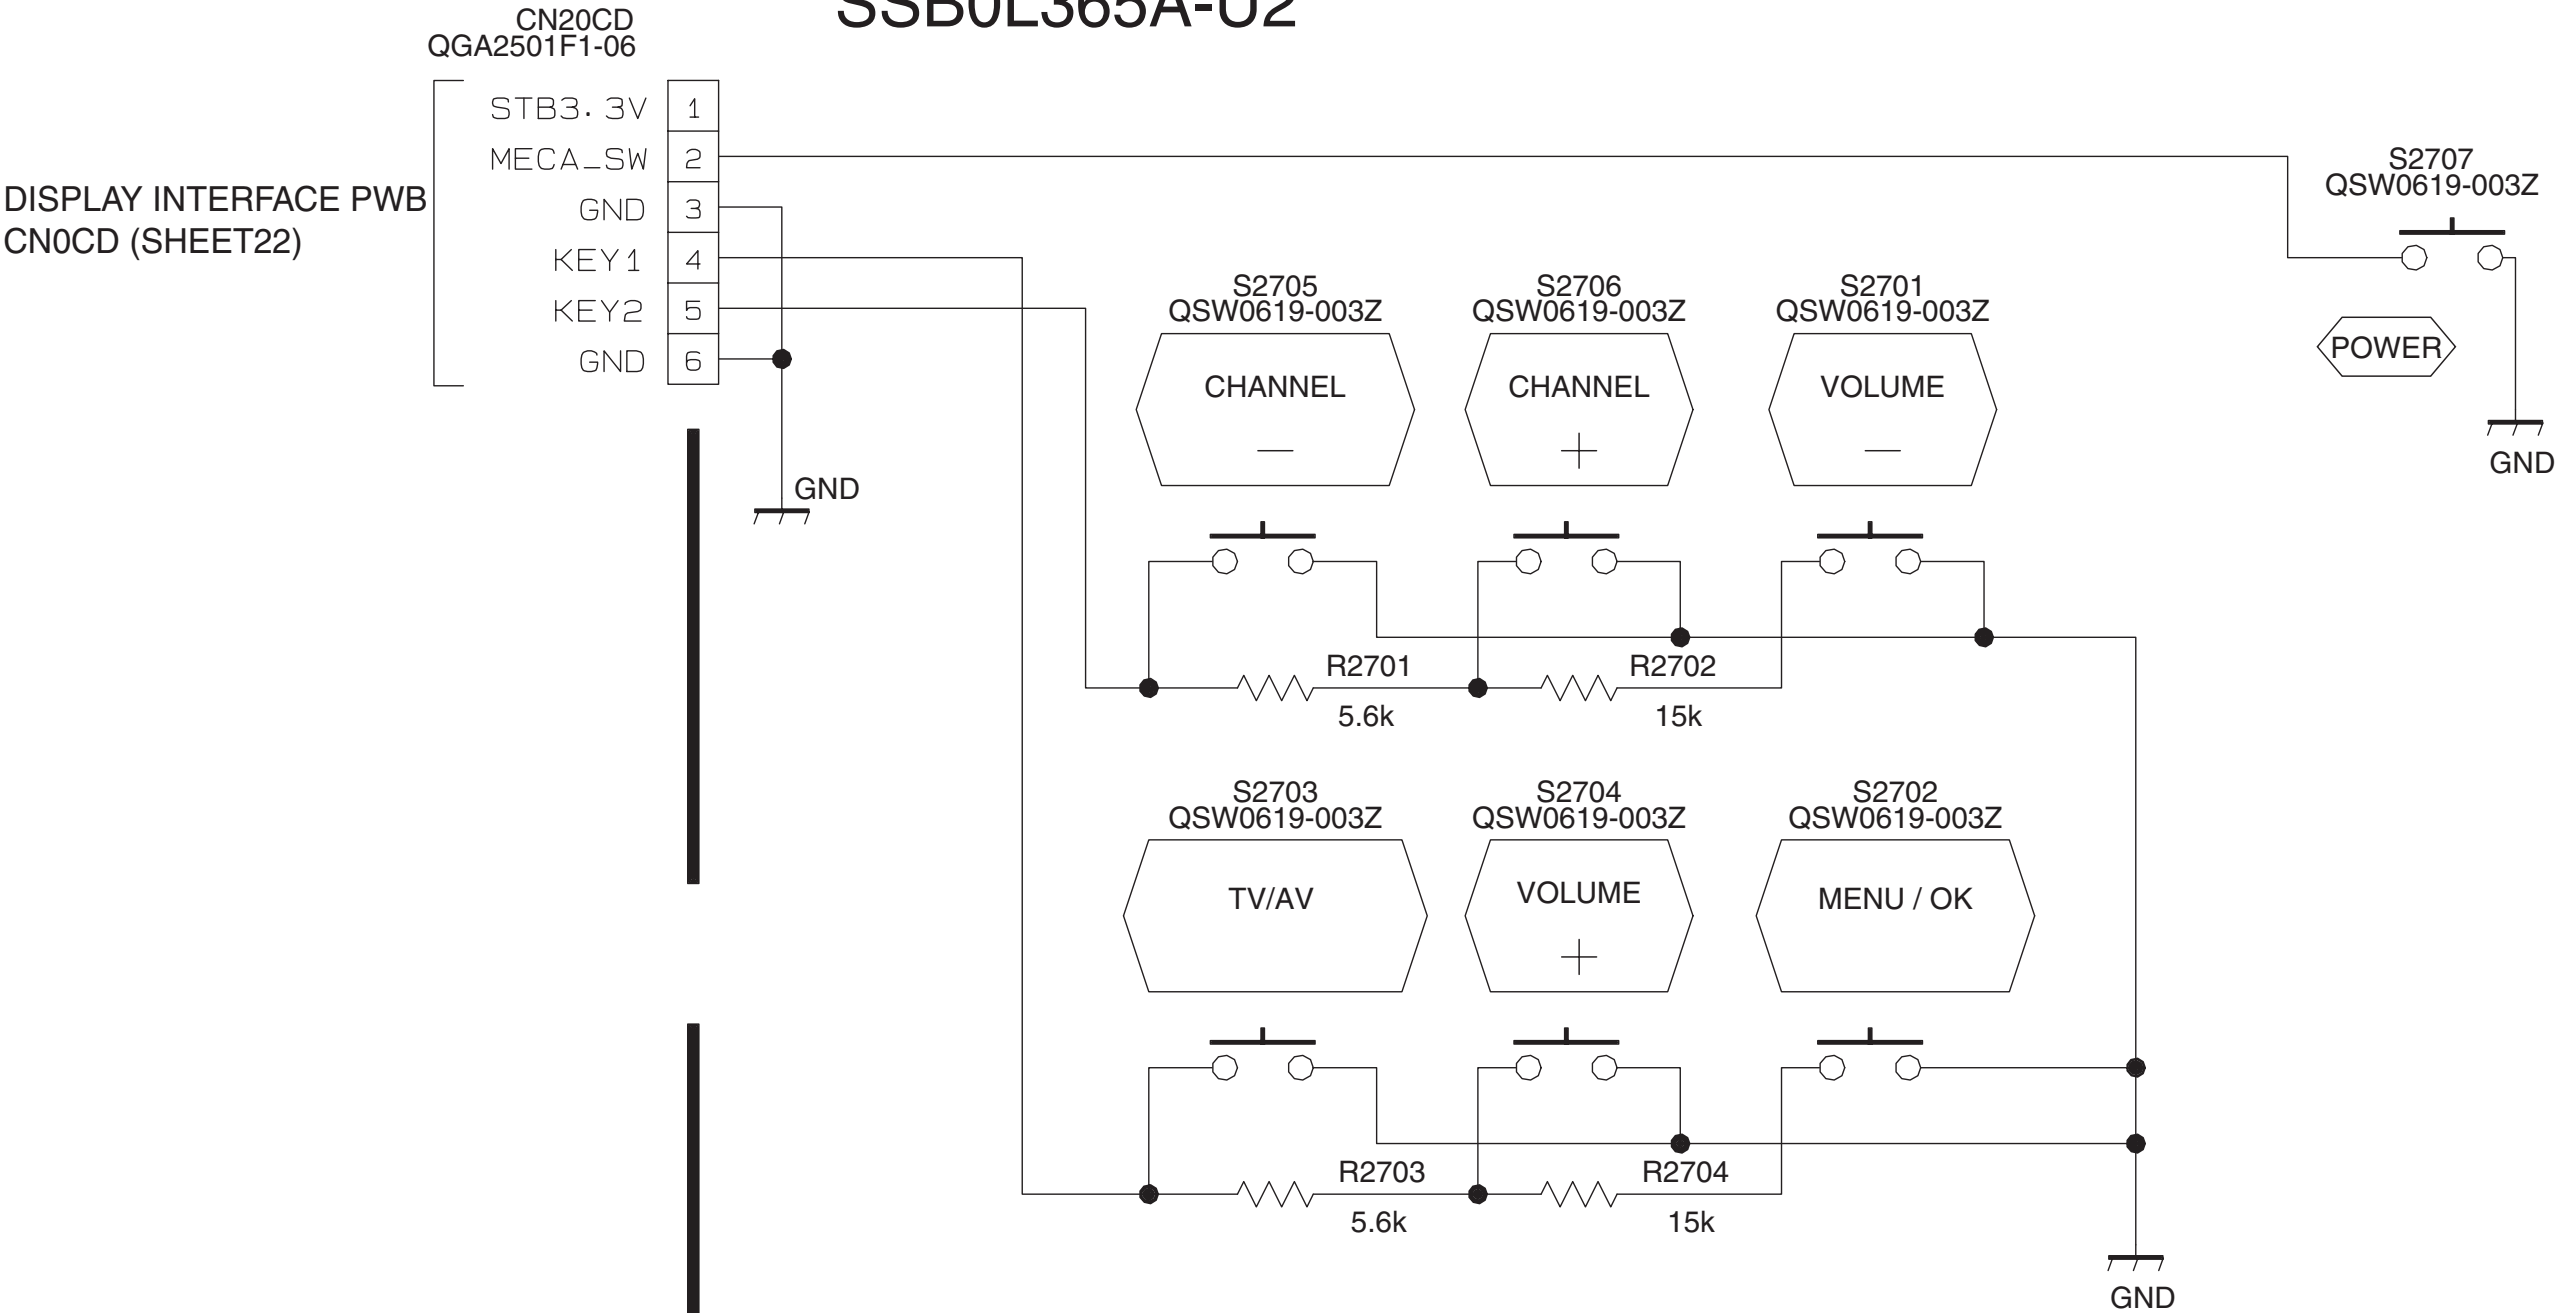 SSB0L365A-U2
CN20CD
QGA2501F1-06
STB3.3V 1
MECA_SW 2
GND 3
KEY1 4
KEY2 5
GND 6
DISPLAY INTERFACE PWB
CN0CD (SHEET22)
GND
S2707
QSW0619-003Z
POWER
GND
S2705
QSW0619-003Z
CHANNEL
—
S2706
QSW0619-003Z
CHANNEL
+
S2701
QSW0619-003Z
VOLUME
—
R2701
5.6k
R2702
15k
S2703
QSW0619-003Z
TV/AV
S2704
QSW0619-003Z
VOLUME
+
S2702
QSW0619-003Z
MENU / OK
R2703
5.6k
R2704
15k
GND